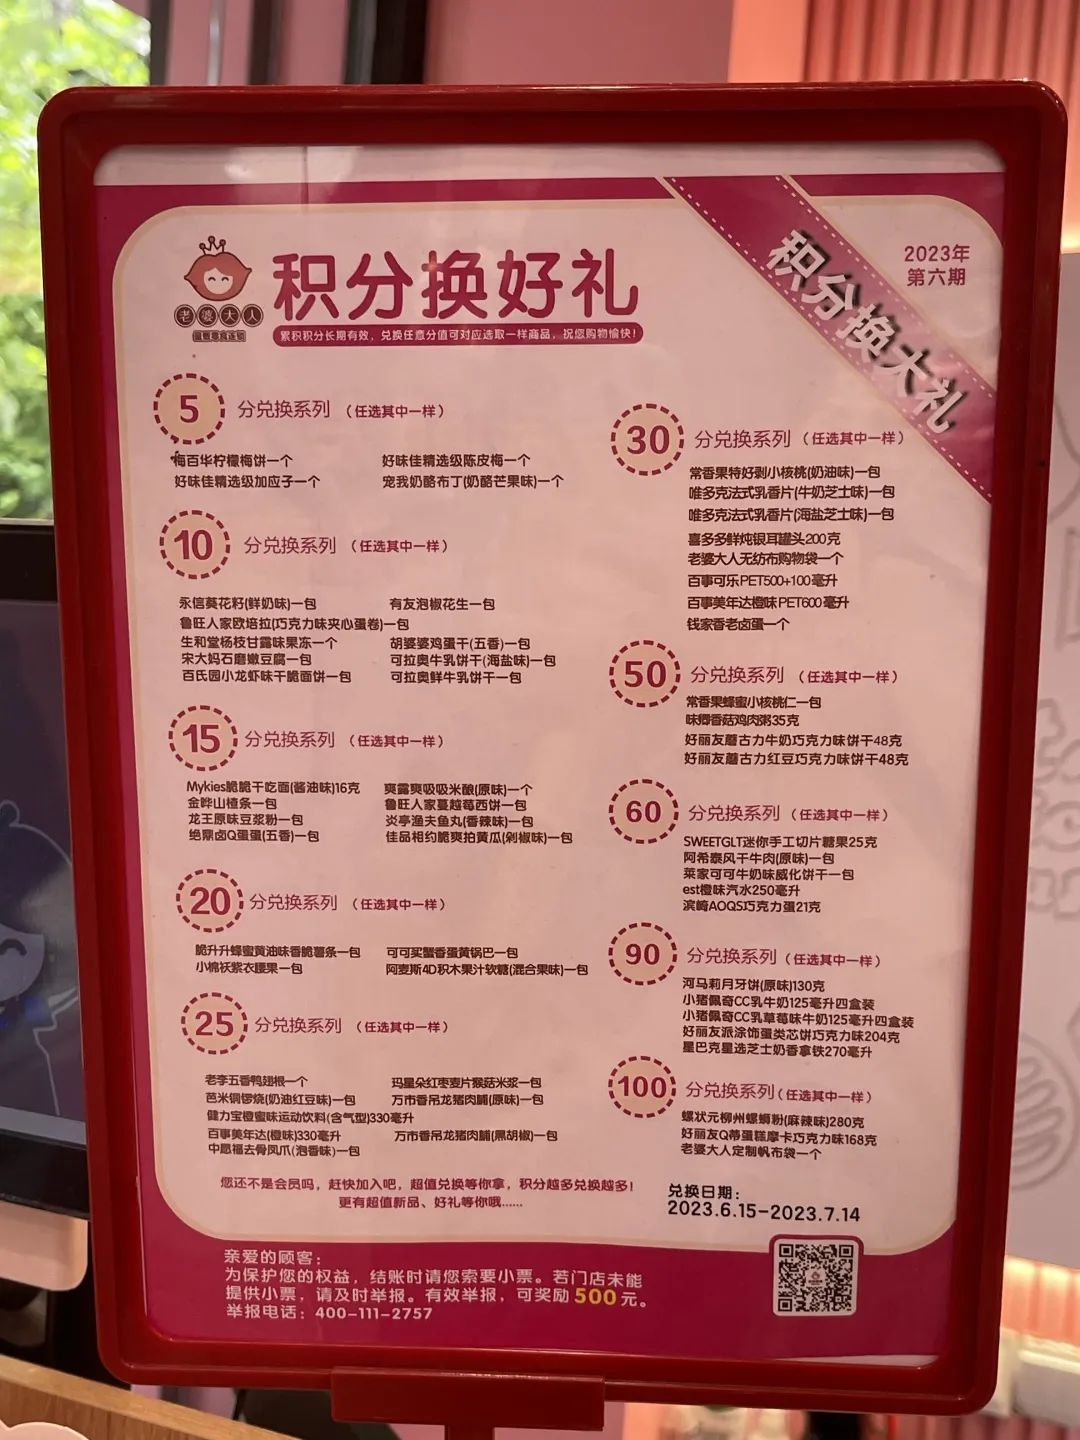 老婆大人
积分换好礼
累积积分长期有效，兑换任意分值可对应选取一样商品，祝您购物愉快！
积分换大礼
2023年
第六期
5 分兑换系列（任选其中一样）
梅百华柠檬梅饼一个 好味佳精选级陈皮梅一个
好味佳精选级加应子一个 宠我奶酪布丁(奶酪芒果味)一个
10 分兑换系列（任选其中一样）
永信葵花籽(鲜奶味)一包 有友泡椒花生一包
鲁旺人家欧培拉(巧克力味夹心蛋卷)一包
生和堂杨枝甘露味果冻一个 胡婆婆鸡蛋干(五香)一包
宋大妈石磨嫩豆腐一包 可拉奥牛乳饼干(海盐味)一包
百氏园小龙虾味干脆面饼一包 可拉奥鲜牛乳饼干一包
15 分兑换系列（任选其中一样）
Mykies脆脆干吃面(酱油味)16克 爽露爽吸吸米酿(原味)一个
金晔山楂条一包 鲁旺人家蔓越莓西饼一包
龙王原味豆浆粉一包 炎亭渔夫鱼丸(香辣味)一包
绝鼎卤Q蛋蛋(五香)一包 佳品相约脆爽拍黄瓜(剁椒味)一包
20 分兑换系列（任选其中一样）
脆升升蜂蜜黄油味香脆薯条一包 可可买蟹香蛋黄锅巴一包
小棉袄紫衣腰果一包 阿麦斯4D积木果汁软糖(混合果味)一包
25 分兑换系列（任选其中一样）
老李五香鸭翅根一个 玛星朵红枣麦片猴菇米浆一包
芭米铜锣烧(奶油红豆味)一包 万市香吊龙猪肉脯(原味)一包
健力宝橙蜜味运动饮料(含气型)330毫升
百事美年达(橙味)330毫升 万市香吊龙猪肉脯(黑胡椒)一包
中愿福去骨凤爪(泡香味)一包
30 分兑换系列（任选其中一样）
常香果特好剥小核桃(奶油味)一包
唯多克法式乳香片(牛奶芝士味)一包
唯多克法式乳香片(海盐芝士味)一包
喜多多鲜炖银耳罐头200克
老婆大人无纺布购物袋一个
百事可乐PET500+100毫升
百事美年达橙味PET600毫升
钱家香老卤蛋一个
50 分兑换系列（任选其中一样）
常香果蜂蜜小核桃仁一包
味卿香菇鸡肉粥35克
好丽友蘑古力牛奶巧克力味饼干48克
好丽友蘑古力红豆巧克力味饼干48克
60 分兑换系列（任选其中一样）
SWEETGLT迷你手工切片糖果25克
阿希泰风干牛肉(原味)一包
莱家可可牛奶味威化饼干一包
est橙味汽水250毫升
滨崎AOQS巧克力蛋21克
90 分兑换系列（任选其中一样）
河马莉月牙饼(原味)130克
小猪佩奇CC乳牛奶125毫升四盒装
小猪佩奇CC乳草莓味牛奶125毫升四盒装
好丽友派涂饰蛋类芯饼巧克力味204克
星巴克星选芝士奶香拿铁270毫升
100 分兑换系列（任选其中一样）
螺状元柳州螺蛳粉(麻辣味)280克
好丽友Q蒂蛋糕摩卡巧克力味168克
老婆大人定制帆布袋一个
您还不是会员吗，赶快加入吧，超值兑换等你拿，积分越多兑换越多！
更有超值新品、好礼等你哦......
兑换日期：
2023.6.15-2023.7.14
亲爱的顾客：
为保护您的权益，结账时请您索要小票。若门店未能
提供小票，请及时举报。有效举报，可奖励500元。
举报电话：400-111-2757